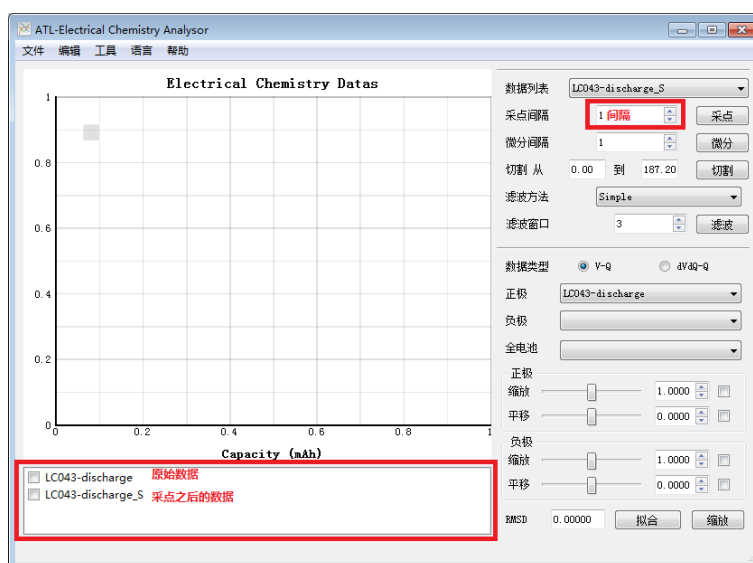 ATL-Electrical Chemistry Analysor
文件 编辑 工具 语言 帮助
Electrical Chemistry Datas
1
0.8
0.6
0.4
0.2
0
0 0.2 0.4 0.6 0.8 1
Capacity (mAh)
LC043-discharge 原始数据
LC043-discharge_S 采点之后的数据
数据列表 LC043-discharge_S
采点间隔 1 间隔 采点
微分间隔 1 微分
切割 从 0.00 到 187.20 切割
滤波方法 Simple
滤波窗口 3 滤波
数据类型 V-Q dVdQ-Q
正极 LC043-discharge
负极
全电池
正极
缩放 1.0000
平移 0.0000
负极
缩放 1.0000
平移 0.0000
RMSD 0.00000 拟合 缩放